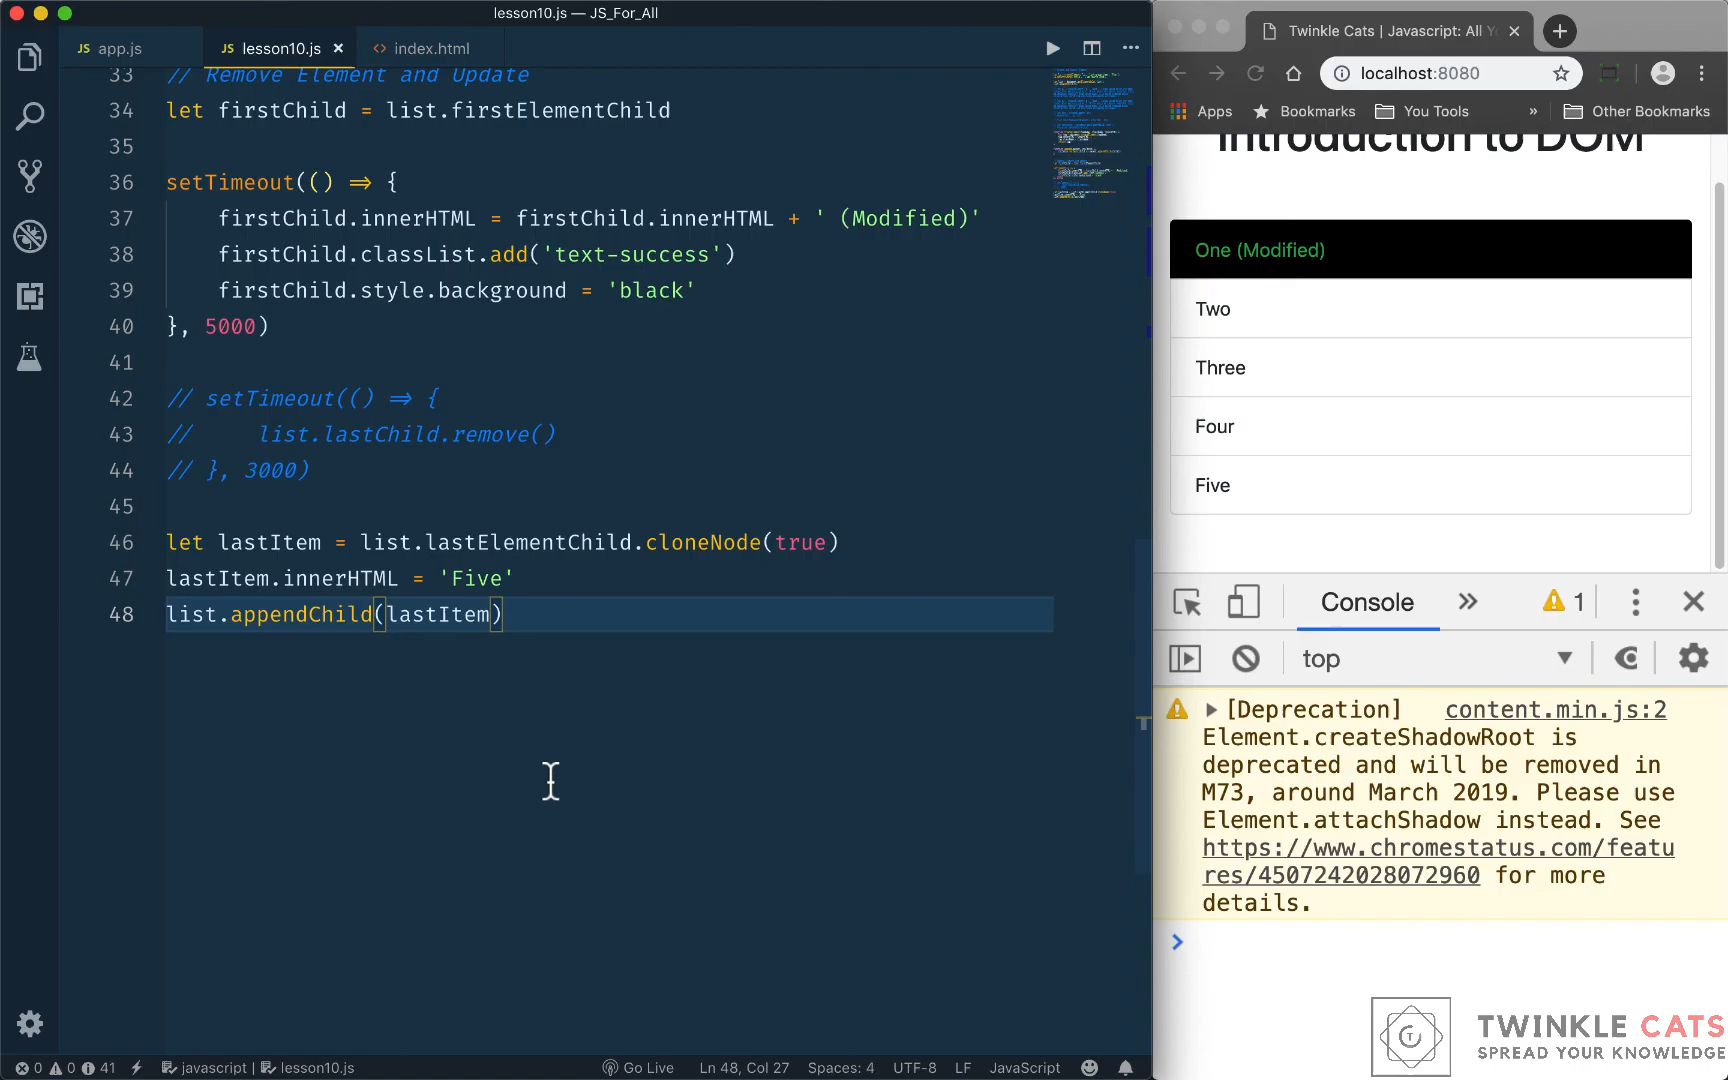 lesson10.js — JS_For_All
JS app.js
JS lesson10.js ×
<> index.html
33 // Remove Element and Update
34 let firstChild = list.firstElementChild
35
36 setTimeout(() => {
37 firstChild.innerHTML = firstChild.innerHTML + ' (Modified)'
38 firstChild.classList.add('text-success')
39 firstChild.style.background = 'black'
40 }, 5000)
41
42 // setTimeout(() => {
43 // list.lastChild.remove()
44 // }, 3000)
45
46 let lastItem = list.lastElementChild.cloneNode(true)
47 lastItem.innerHTML = 'Five'
48 list.appendChild(lastItem)
0 0 41 javascript | lesson10.js Go Live Ln 48, Col 27 Spaces: 4 UTF-8 LF JavaScript
Twinkle Cats | Javascript: All Y
localhost:8080
Apps Bookmarks You Tools » Other Bookmarks
Introduction to DOM
One (Modified)
Two
Three
Four
Five
Console » 1
top
[Deprecation] content.min.js:2
Element.createShadowRoot is
deprecated and will be removed in
M73, around March 2019. Please use
Element.attachShadow instead. See
https://www.chromestatus.com/featu
res/4507242028072960 for more
details.
TWINKLE CATS
SPREAD YOUR KNOWLEDGE